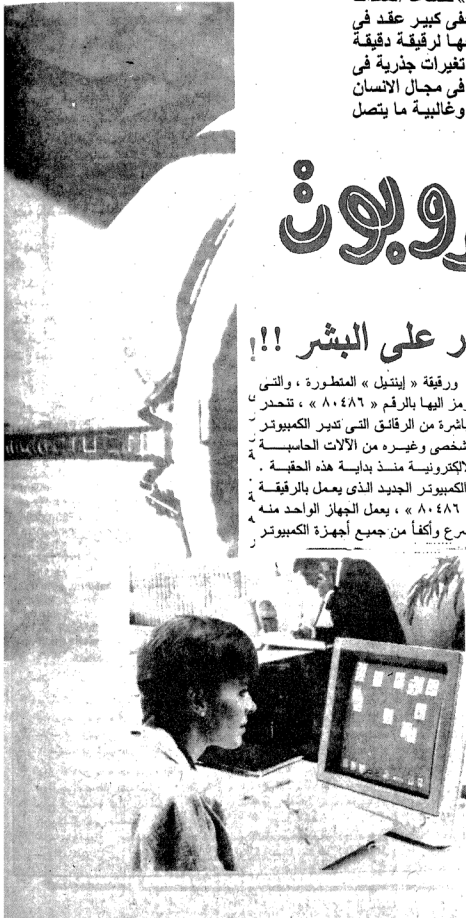 فى كبير عقد فى
ها لرقيقة دقيقة
تغيرات جذرية فى
فى مجال الانسان
وغالبية ما يتصل
روبوت
ر على البشر !!
ورقيقة « إينتيل » المتطورة ، والتى
رمز اليها بالرقم « ٨٠٤٨٦ » ، تنحدر
اشرة من الرقائق التى تدير الكمبيوتر
شخصى وغيره من الآلات الحاسبة
لإلكترونية منذ بداية هذه الحقبة .
الكمبيوتر الجديد الذى يعمل بالرقيقة
٨٠٤٨٦ » ، يعمل الجهاز الواحد منه
سرع وأكفأ من جميع أجهزة الكمبيوتر